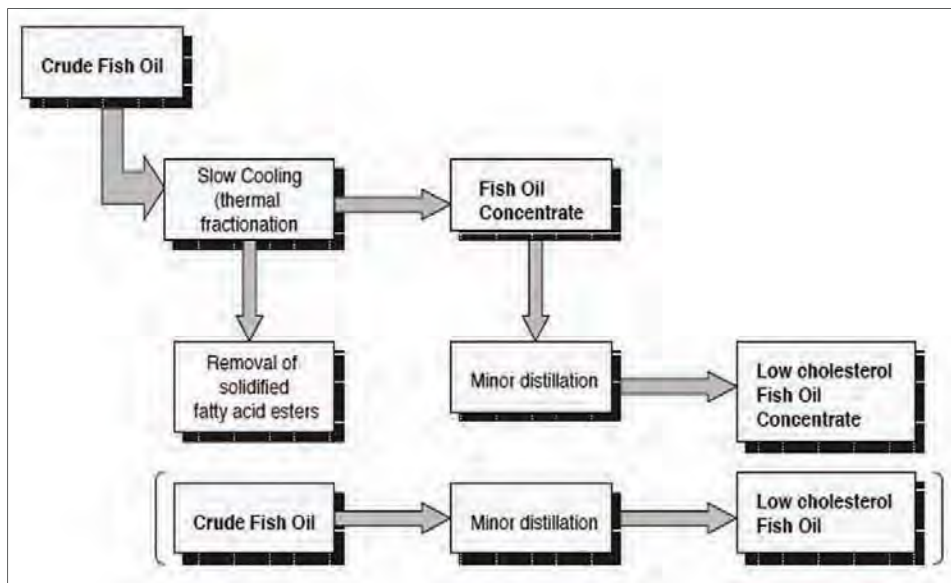 Crude Fish Oil
Slow Cooling
(thermal
fractionation
Fish Oil
Concentrate
Removal of
solidified
fatty acid esters
Minor distillation
Low cholesterol
Fish Oil
Concentrate
Crude Fish Oil
Minor distillation
Low cholesterol
Fish Oil